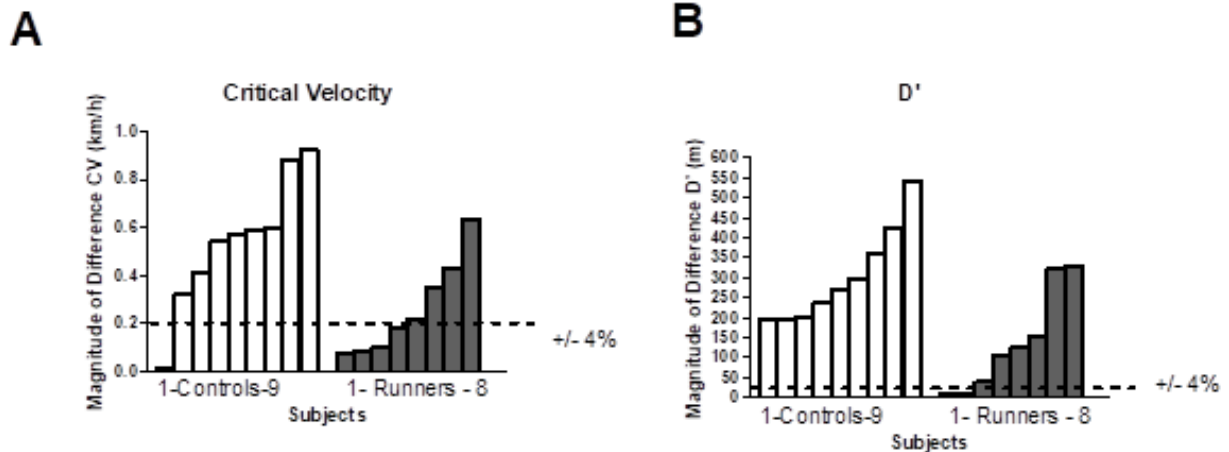 A
Critical Velocity
Magnitude of Difference CV (km/h)
1.0
0.8
0.6
0.4
0.2
0.0
+/- 4%
1-Controls-9
1- Runners - 8
Subjects
B
D'
Magnitude of Difference D' (m)
600
550
500
450
400
350
300
250
200
150
100
50
0
+/- 4%
1-Controls-9
1- Runners - 8
Subjects